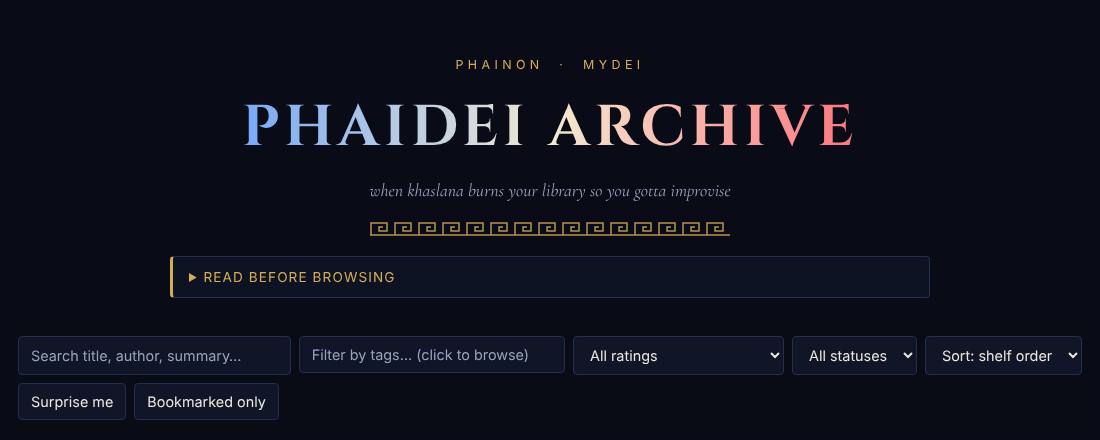 PHAINON · MYDEI
PHAIDEI ARCHIVE
when khaslana burns your library so you gotta improvise
READ BEFORE BROWSING
Search title, author, summary...
Filter by tags... (click to browse)
All ratings
All statuses
Sort: shelf order
Surprise me
Bookmarked only